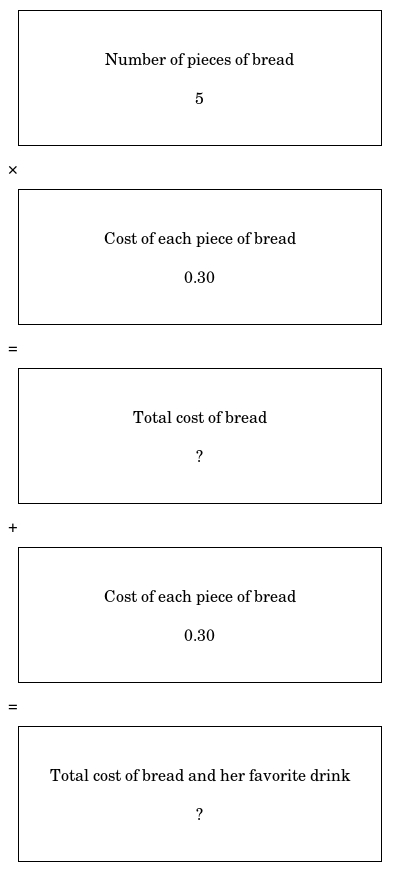 Number of pieces of bread
5
×
Cost of each piece of bread
0.30
=
Total cost of bread
?
+
Cost of each piece of bread
0.30
=
Total cost of bread and her favorite drink
?